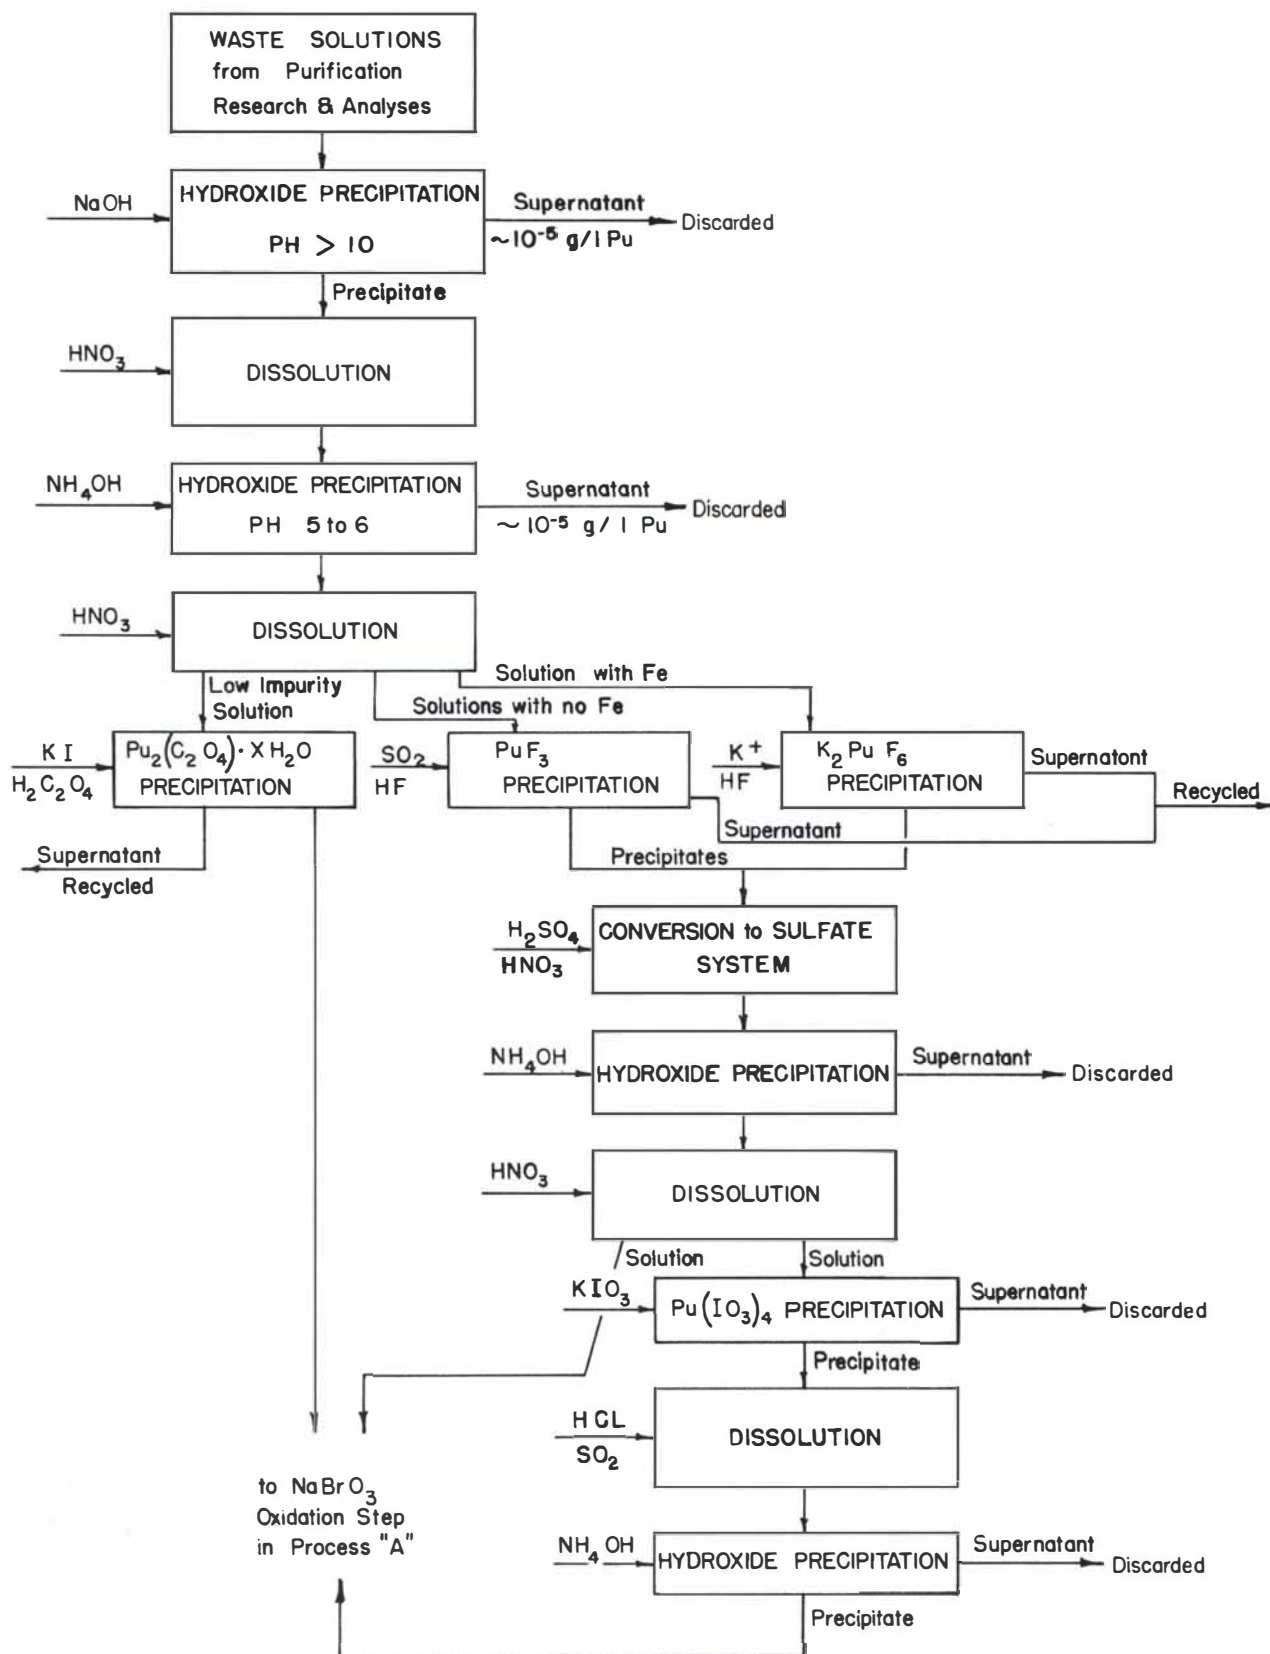 WASTE SOLUTIONS
from Purification
Research & Analyses
NaOH
HYDROXIDE PRECIPITATION
PH > 10
Supernatant
~10⁻⁵ g/l Pu
Discarded
Precipitate
HNO₃
DISSOLUTION
NH₄OH
HYDROXIDE PRECIPITATION
PH 5 to 6
Supernatant
~10⁻⁵ g/l Pu
Discarded
HNO₃
DISSOLUTION
Low Impurity
Solution
Solutions with no Fe
Solution with Fe
KI
H₂C₂O₄
Pu₂(C₂O₄)·XH₂O
PRECIPITATION
SO₂
HF
PuF₃
PRECIPITATION
K⁺
HF
K₂PuF₆
PRECIPITATION
Supernatont
Recycled
Supernatant
Supernatant
Recycled
Precipitates
H₂SO₄
HNO₃
CONVERSION to SULFATE
SYSTEM
NH₄OH
HYDROXIDE PRECIPITATION
Supernatant
Discarded
HNO₃
DISSOLUTION
Solution
Solution
KIO₃
Pu(IO₃)₄ PRECIPITATION
Supernatant
Discarded
Precipitate
HCL
SO₂
DISSOLUTION
to NaBrO₃
Oxidation Step
in Process "A"
NH₄OH
HYDROXIDE PRECIPITATION
Supernatant
Discarded
Precipitate